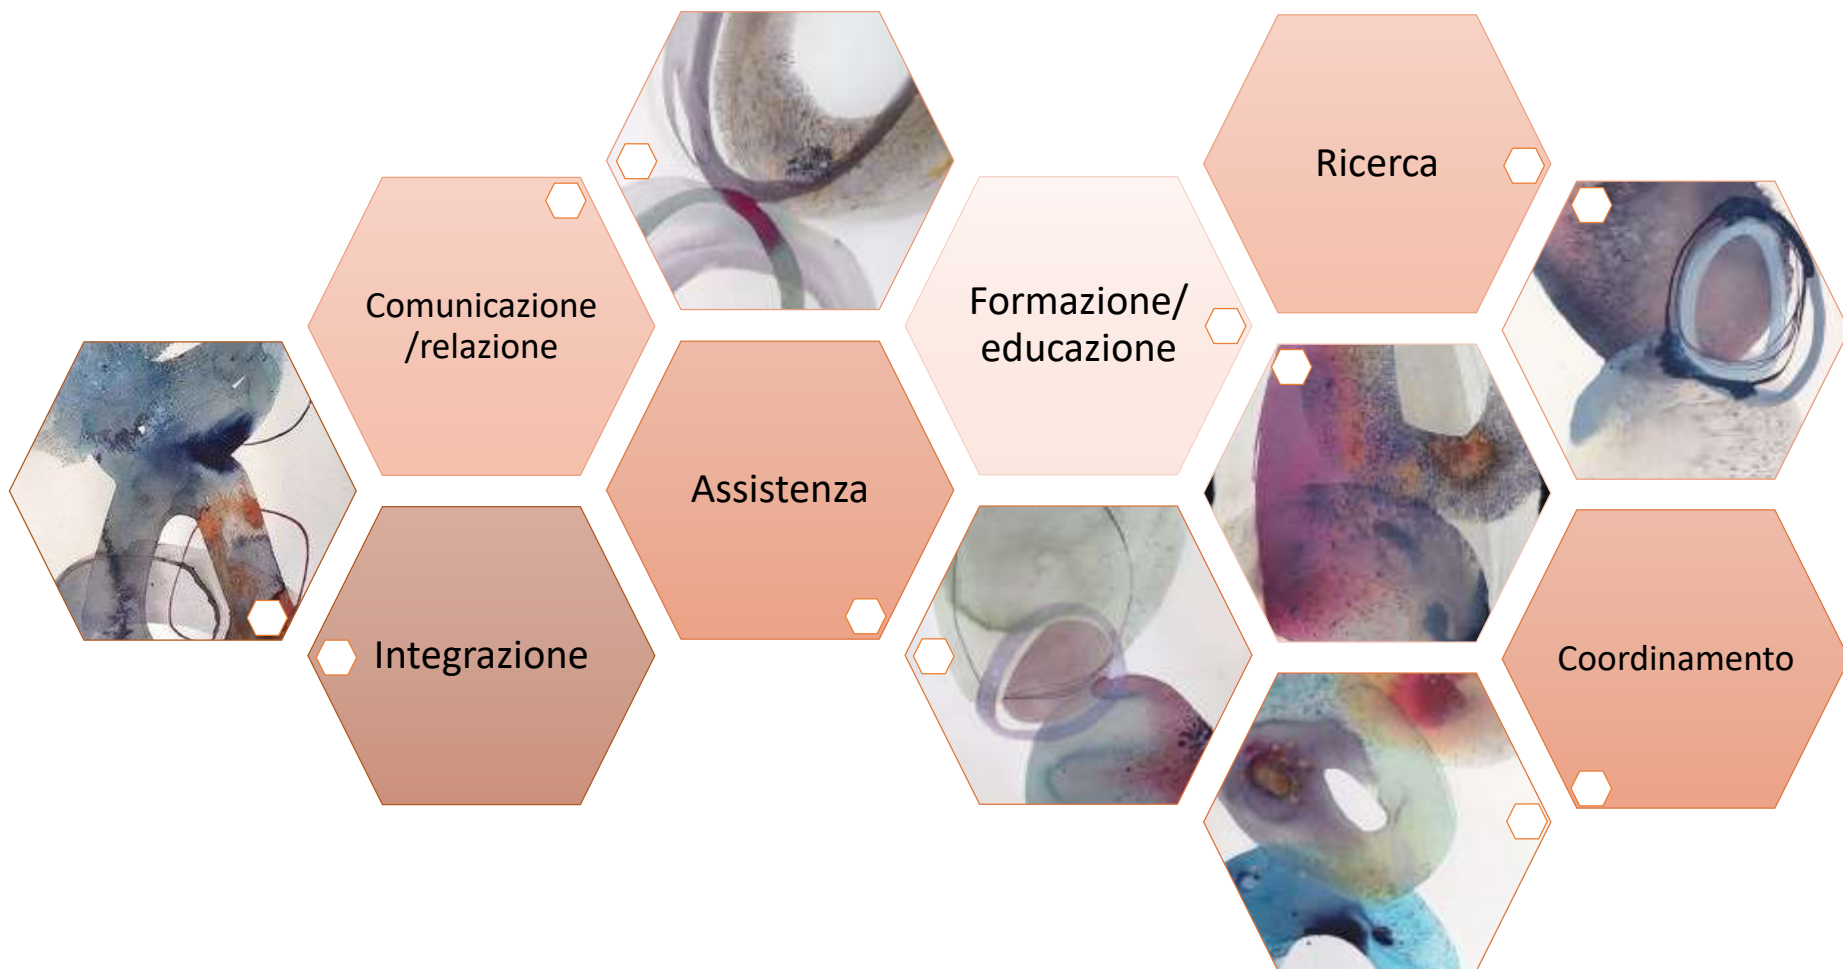 Comunicazione
/relazione
Integrazione
Assistenza
Formazione/
educazione
Ricerca
Coordinamento